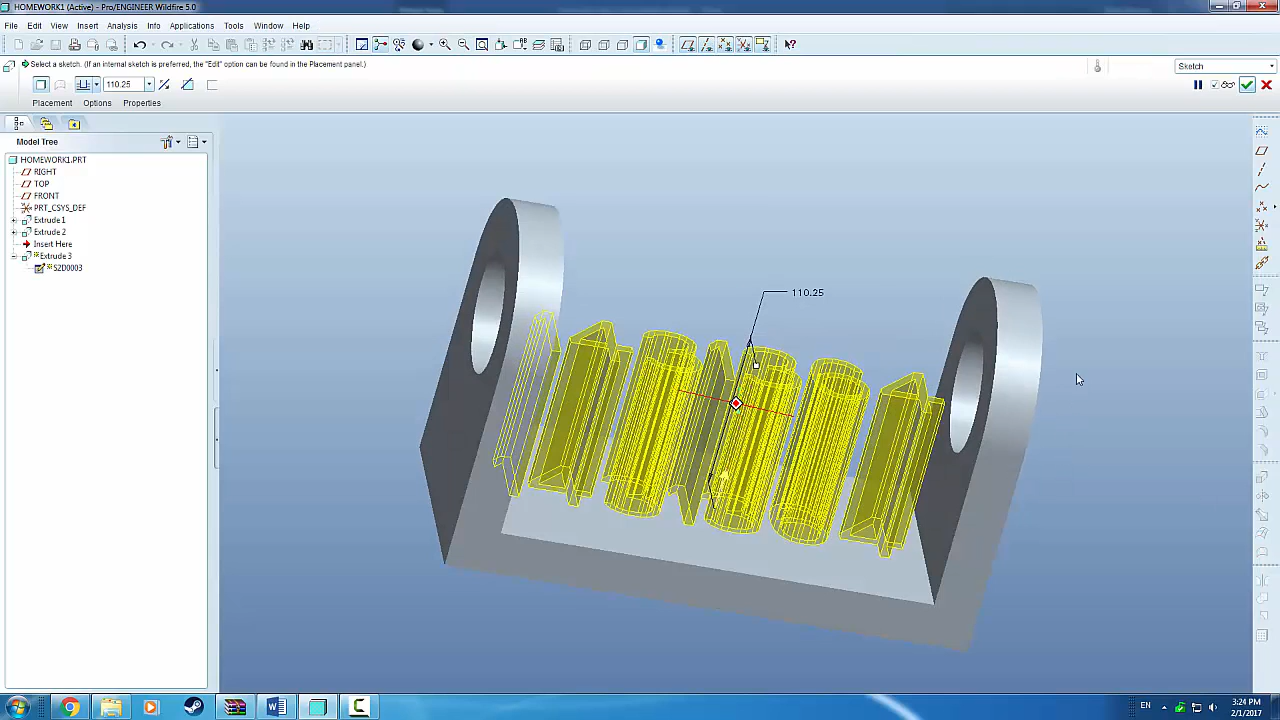 HOMEWORK1 (Active) - Pro/ENGINEER Wildfire 5.0
File Edit View Insert Analysis Info Applications Tools Window Help
Select a sketch. (If an internal sketch is preferred, the "Edit" option can be found in the Placement panel.)
Sketch
110.25
Placement Options Properties
Model Tree
HOMEWORK1.PRT
RIGHT
TOP
FRONT
PRT_CSYS_DEF
Extrude 1
Extrude 2
Insert Here
Extrude 3
S2D0003
110.25
EN
3:24 PM
2/1/2017